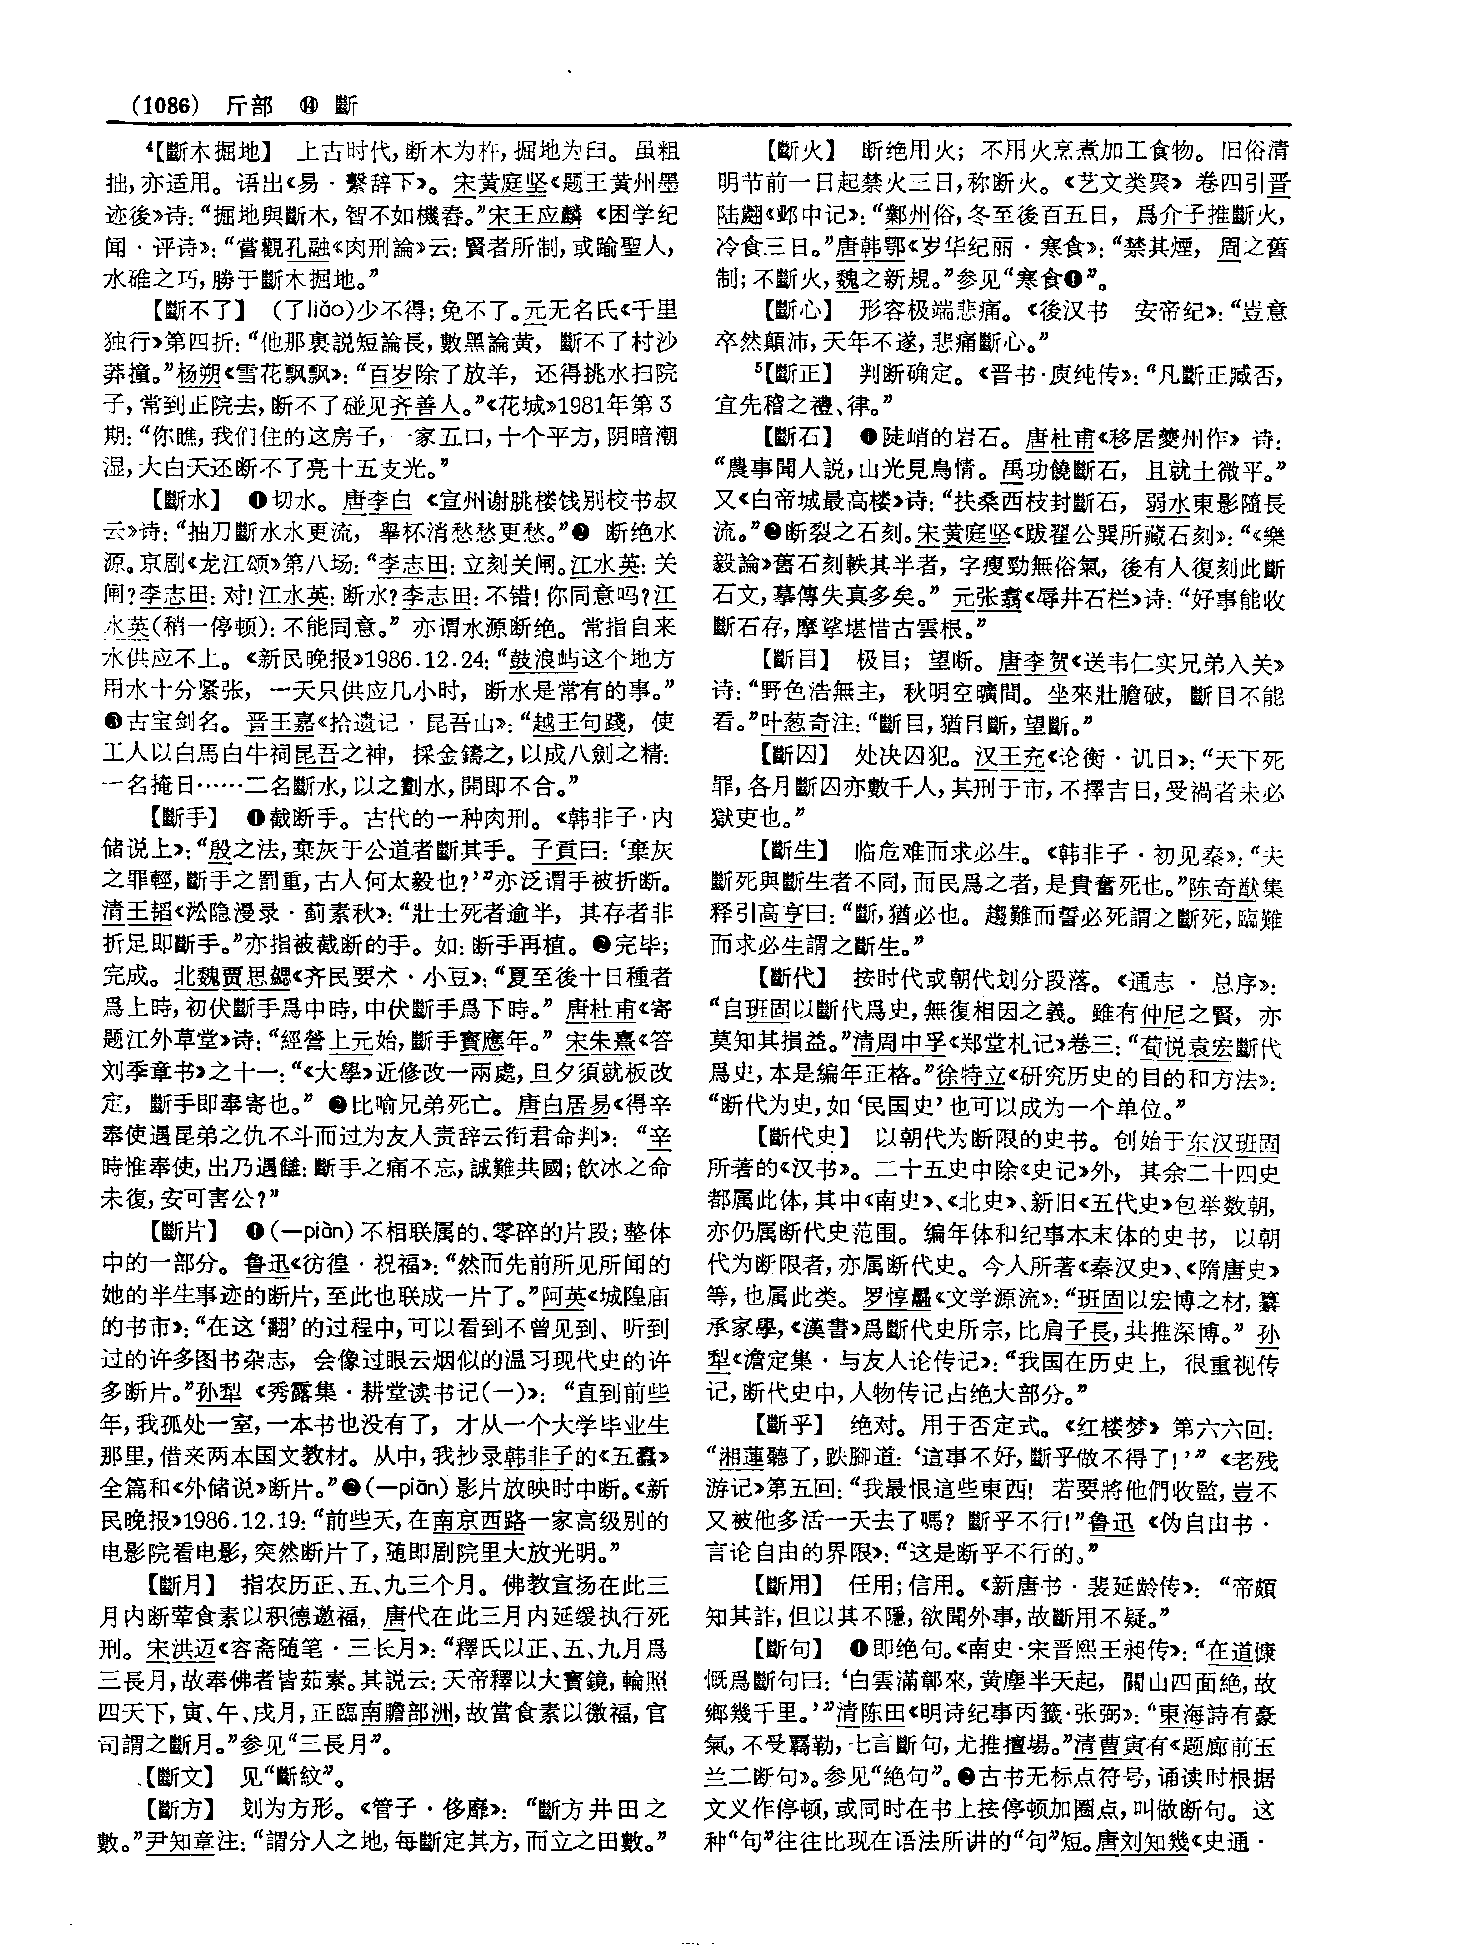 (1086) 斤部 ⑭ 斷
⁴【斷木掘地】 上古时代,断木为杵,掘地为臼。虽粗
拙,亦适用。语出《易·繫辞下》。宋黄庭坚《题王黄州墨
迹後》诗:“掘地與斷木,智不如機舂。”宋王应麟《困学纪
闻·评诗》:“嘗觀孔融《肉刑論》云:賢者所制,或踰聖人,
水碓之巧,勝于斷木掘地。”
【斷不了】 (了liǎo)少不得;免不了。元无名氏《千里
独行》第四折:“他那裏説短論長,數黑論黄,斷不了村沙
莽撞。”杨朔《雪花飘飘》:“百岁除了放羊,还得挑水扫院
子,常到正院去,断不了碰见齐善人。”《花城》1981年第3
期:“你瞧,我们住的这房子,一家五口,十个平方,阴暗潮
湿,大白天还断不了亮十五支光。”
【斷水】 ❶切水。唐李白《宣州谢朓楼饯别校书叔
云》诗:“抽刀斷水水更流,舉杯消愁愁更愁。”❷断绝水
源。京剧《龙江颂》第八场:“李志田:立刻关闸。江水英:关
闸?李志田:对!江水英:断水?李志田:不错!你同意吗?江
水英(稍一停顿):不能同意。”亦谓水源断绝。常指自来
水供应不上。《新民晚报》1986.12.24:“鼓浪屿这个地方
用水十分紧张,一天只供应几小时,断水是常有的事。”
❸古宝剑名。晋王嘉《拾遗记·昆吾山》:“越王句踐,使
工人以白馬白牛祠昆吾之神,採金鑄之,以成八劍之精:
一名掩日……二名斷水,以之劃水,開即不合。”
【斷手】 ❶截断手。古代的一种肉刑。《韩非子·内
储说上》:“殷之法,棄灰于公道者斷其手。子貢曰:‘棄灰
之罪輕,斷手之罰重,古人何太毅也?’”亦泛谓手被折断。
清王韬《淞隐漫录·蓟素秋》:“壯士死者逾半,其存者非
折足即斷手。”亦指被截断的手。如:断手再植。❷完毕;
完成。北魏贾思勰《齐民要术·小豆》:“夏至後十日種者
爲上時,初伏斷手爲中時,中伏斷手爲下時。”唐杜甫《寄
题江外草堂》诗:“經營上元始,斷手寶應年。”宋朱熹《答
刘季章书》之十一:“《大學》近修改一兩處,旦夕須就板改
定,斷手即奉寄也。”❷比喻兄弟死亡。唐白居易《得辛
奉使遇昆弟之仇不斗而过为友人责辞云衔君命判》:“辛
時惟奉使,出乃遇讎:斷手之痛不忘,誠難共國;飲冰之命
未復,安可害公?”
【斷片】 ❶(—piàn)不相联属的、零碎的片段;整体
中的一部分。鲁迅《彷徨·祝福》:“然而先前所见所闻的
她的半生事迹的断片,至此也联成一片了。”阿英《城隍庙
的书市》:“在这‘翻’的过程中,可以看到不曾见到、听到
过的许多图书杂志,会像过眼云烟似的温习现代史的许
多断片。”孙犁《秀露集·耕堂读书记(一)》:“直到前些
年,我孤处一室,一本书也没有了,才从一个大学毕业生
那里,借来两本国文教材。从中,我抄录韩非子的《五蠹》
全篇和《外储说》断片。”❷(—piān)影片放映时中断。《新
民晚报》1986.12.19:“前些天,在南京西路一家高级别的
电影院看电影,突然断片了,随即剧院里大放光明。”
【斷月】 指农历正、五、九三个月。佛教宣扬在此三
月内断荤食素以积德邀福,唐代在此三月内延缓执行死
刑。宋洪迈《容斋随笔·三长月》:“釋氏以正、五、九月爲
三長月,故奉佛者皆茹素。其説云:天帝釋以大寶鏡,輪照
四天下,寅、午、戌月,正臨南膽部洲,故當食素以徼福,官
司謂之斷月。”参见“三長月”。
【斷文】 见“斷紋”。
【斷方】 划为方形。《管子·侈靡》:“斷方井田之
數。”尹知章注:“謂分人之地,每斷定其方,而立之田數。”
【斷火】 断绝用火;不用火烹煮加工食物。旧俗清
明节前一日起禁火三日,称断火。《艺文类聚》卷四引晋
陆翽《邺中记》:“鄴州俗,冬至後百五日,爲介子推斷火,
冷食三日。”唐韩鄂《岁华纪丽·寒食》:“禁其煙,周之舊
制;不斷火,魏之新規。”参见“寒食❶”。
【斷心】 形容极端悲痛。《後汉书 安帝纪》:“豈意
卒然顛沛,天年不遂,悲痛斷心。”
⁵【斷正】 判断确定。《晋书·庾纯传》:“凡斷正臧否,
宜先稽之禮、律。”
【斷石】 ❶陡峭的岩石。唐杜甫《移居夔州作》诗:
“農事聞人説,山光見鳥情。禹功饒斷石,且就土微平。”
又《白帝城最高楼》诗:“扶桑西枝封斷石,弱水東影隨長
流。”❷断裂之石刻。宋黄庭坚《跋翟公巽所藏石刻》:“《樂
毅論》舊石刻軼其半者,字瘦勁無俗氣,後有人復刻此斷
石文,摹傳失真多矣。”元张翥《辱井石栏》诗:“好事能收
斷石存,摩挲堪惜古雲根。”
【斷目】 极目;望断。唐李贺《送韦仁实兄弟入关》
诗:“野色浩無主,秋明空曠間。坐來壯膽破,斷目不能
看。”叶葱奇注:“斷目,猶目斷,望斷。”
【斷囚】 处决囚犯。汉王充《论衡·讥日》:“天下死
罪,各月斷囚亦數千人,其刑于市,不擇吉日,受禍者未必
獄吏也。”
【斷生】 临危难而求必生。《韩非子·初见秦》:“夫
斷死與斷生者不同,而民爲之者,是貴奮死也。”陈奇猷集
释引高亨曰:“斷,猶必也。趨難而誓必死謂之斷死,臨難
而求必生謂之斷生。”
【斷代】 按时代或朝代划分段落。《通志·总序》:
“自班固以斷代爲史,無復相因之義。雖有仲尼之賢,亦
莫知其損益。”清周中孚《郑堂札记》卷三:“荀悦袁宏斷代
爲史,本是編年正格。”徐特立《研究历史的目的和方法》:
“断代为史,如‘民国史’也可以成为一个单位。”
【斷代史】 以朝代为断限的史书。创始于东汉班固
所著的《汉书》。二十五史中除《史记》外,其余二十四史
都属此体,其中《南史》、《北史》、新旧《五代史》包举数朝,
亦仍属断代史范围。编年体和纪事本末体的史书,以朝
代为断限者,亦属断代史。今人所著《秦汉史》、《隋唐史》
等,也属此类。罗惇曧《文学源流》:“班固以宏博之材,纂
承家學,《漢書》爲斷代史所宗,比肩子長,共推深博。”孙
犁《澹定集·与友人论传记》:“我国在历史上,很重视传
记,断代史中,人物传记占绝大部分。”
【斷乎】 绝对。用于否定式。《红楼梦》第六六回:
“湘蓮聽了,跌脚道:‘這事不好,斷乎做不得了!’”《老残
游记》第五回:“我最恨這些東西!若要將他們收監,豈不
又被他多活一天去了嗎?斷乎不行!”鲁迅《伪自由书·
言论自由的界限》:“这是断乎不行的。”
【斷用】 任用;信用。《新唐书·裴延龄传》:“帝頗
知其詐,但以其不隱,欲聞外事,故斷用不疑。”
【斷句】 ❶即绝句。《南史·宋晋熙王昶传》:“在道慷
慨爲斷句曰:‘白雲滿鄣來,黄塵半天起,關山四面絶,故
鄉幾千里。’”清陈田《明诗纪事丙籤·张弼》:“東海詩有豪
氣,不受羈勒,七言斷句,尤推擅場。”清曹寅有《题廊前玉
兰二断句》。参见“絶句”。❷古书无标点符号,诵读时根据
文义作停顿,或同时在书上按停顿加圈点,叫做断句。这
种“句”往往比现在语法所讲的“句”短。唐刘知幾《史通·